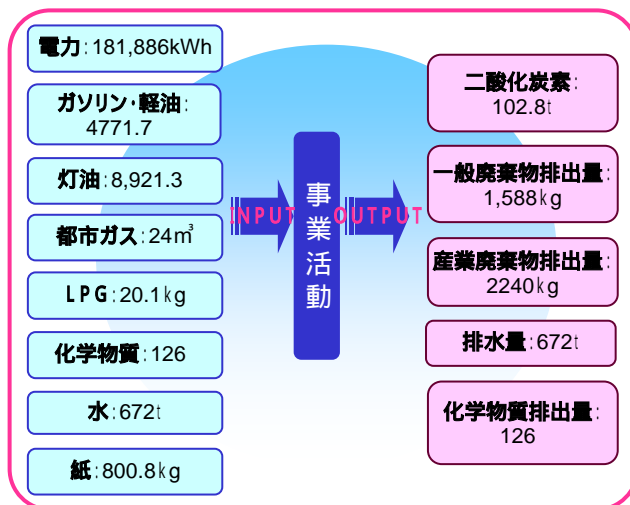 電力:181,886kWh
ガソリン・軽油:
4771.7
灯油:8,921.3
都市ガス:24㎥
LPG:20.1kg
化学物質:126
水:672t
紙:800.8kg
INPUT
事業活動
OUTPUT
二酸化炭素:
102.8t
一般廃棄物排出量:
1,588kg
産業廃棄物排出量:
2240kg
排水量:672t
化学物質排出量:
126